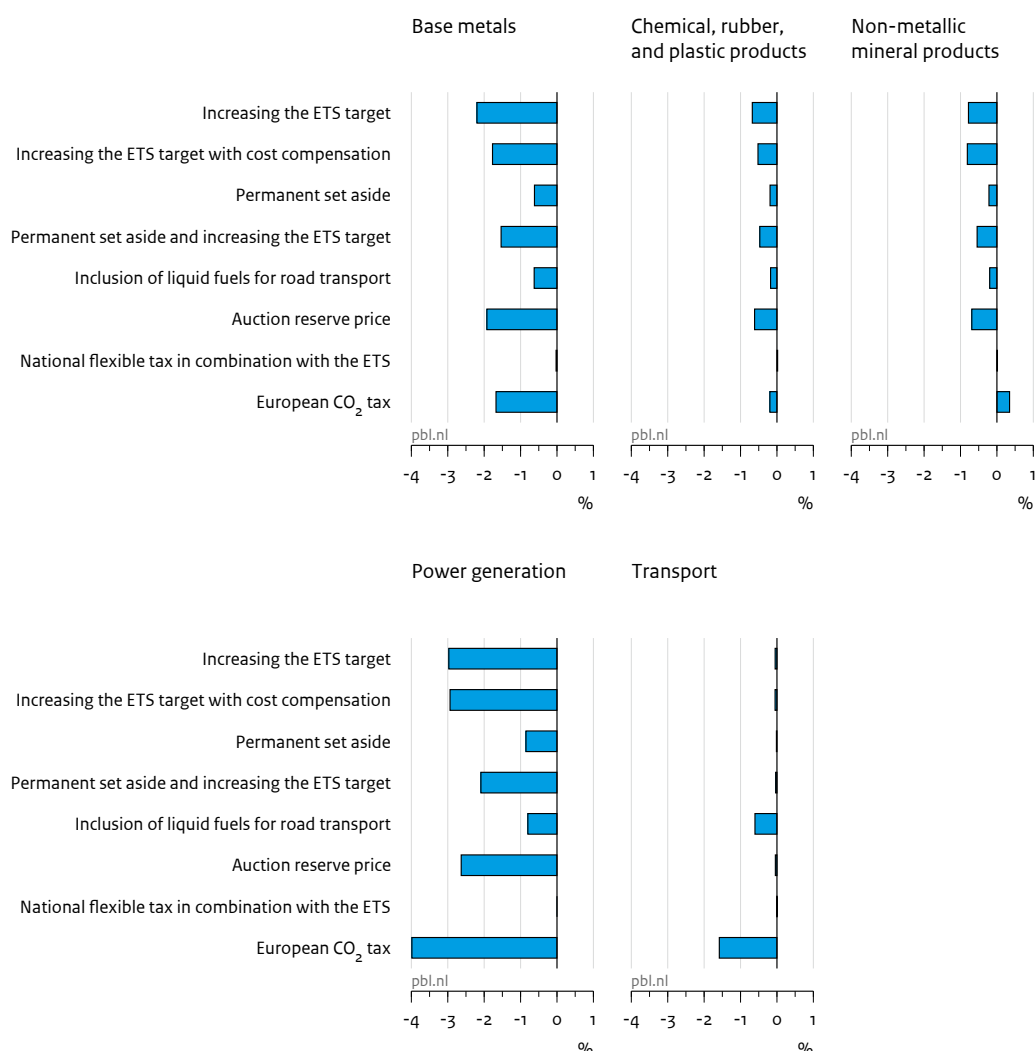 Base metals
Chemical, rubber,
and plastic products
Non-metallic
mineral products
Increasing the ETS target
Increasing the ETS target with cost compensation
Permanent set aside
Permanent set aside and increasing the ETS target
Inclusion of liquid fuels for road transport
Auction reserve price
National flexible tax in combination with the ETS
European CO₂ tax
pbl.nl pbl.nl pbl.nl
-4 -3 -2 -1 0 1 -4 -3 -2 -1 0 1 -4 -3 -2 -1 0 1
% % %
Power generation Transport
Increasing the ETS target
Increasing the ETS target with cost compensation
Permanent set aside
Permanent set aside and increasing the ETS target
Inclusion of liquid fuels for road transport
Auction reserve price
National flexible tax in combination with the ETS
European CO₂ tax
pbl.nl pbl.nl
-4 -3 -2 -1 0 1 -4 -3 -2 -1 0 1
% %